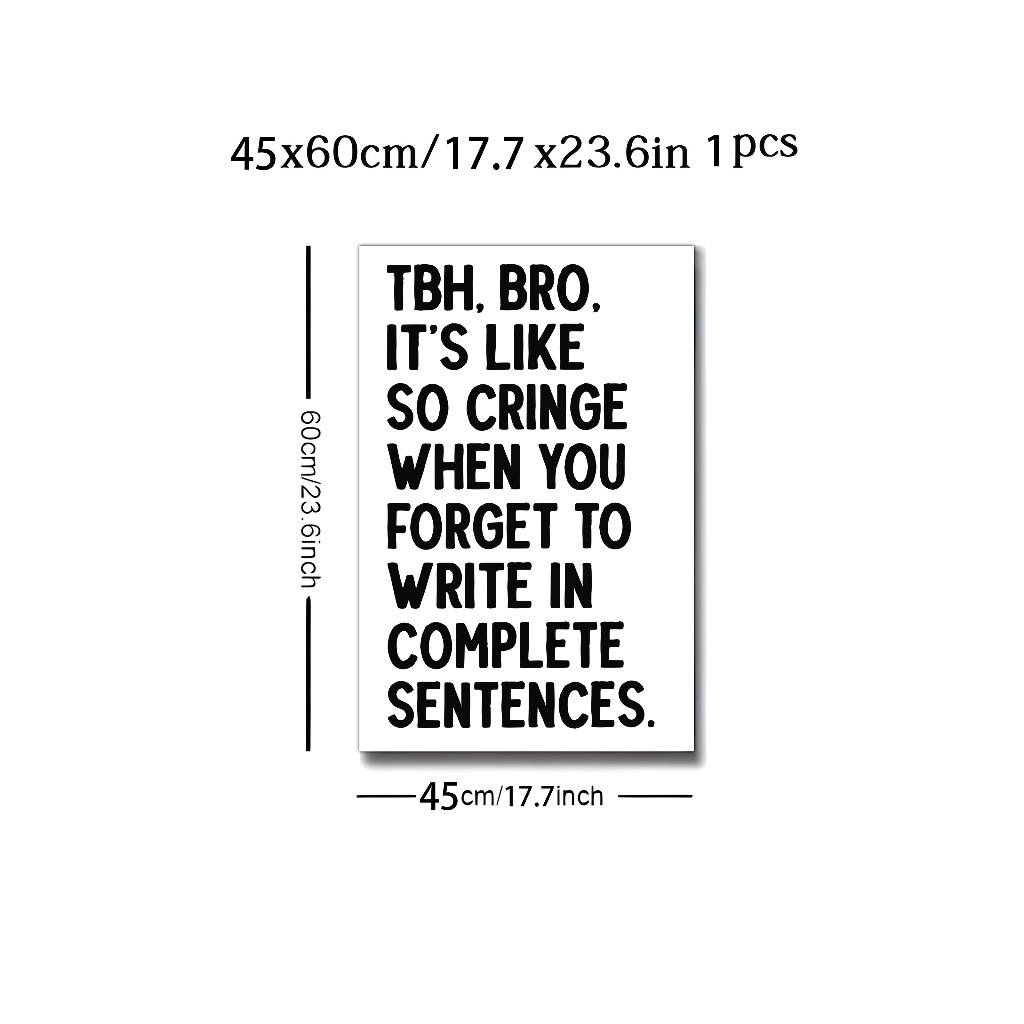 45x60cm/17.7 x23.6in 1pcs
TBH, BRO,
IT'S LIKE
SO CRINGE
WHEN YOU
FORGET TO
WRITE IN
COMPLETE
SENTENCES.
60cm/23.6inch
45cm/17.7inch